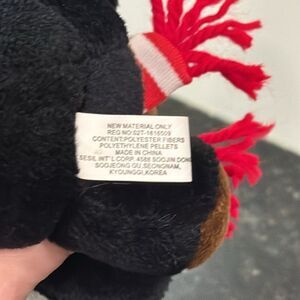 NEW MATERIAL ONLY
REG NO:02T-1616509
CONTENT:POLYESTER FIBERS
POLYETHYLENE PELLETS
MADE IN CHINA
SESIL INT'L CORP. 4586 SOOJIN DONG
SOOJEONG GU, SEONGNAM,
KYOUNGGI,KOREA